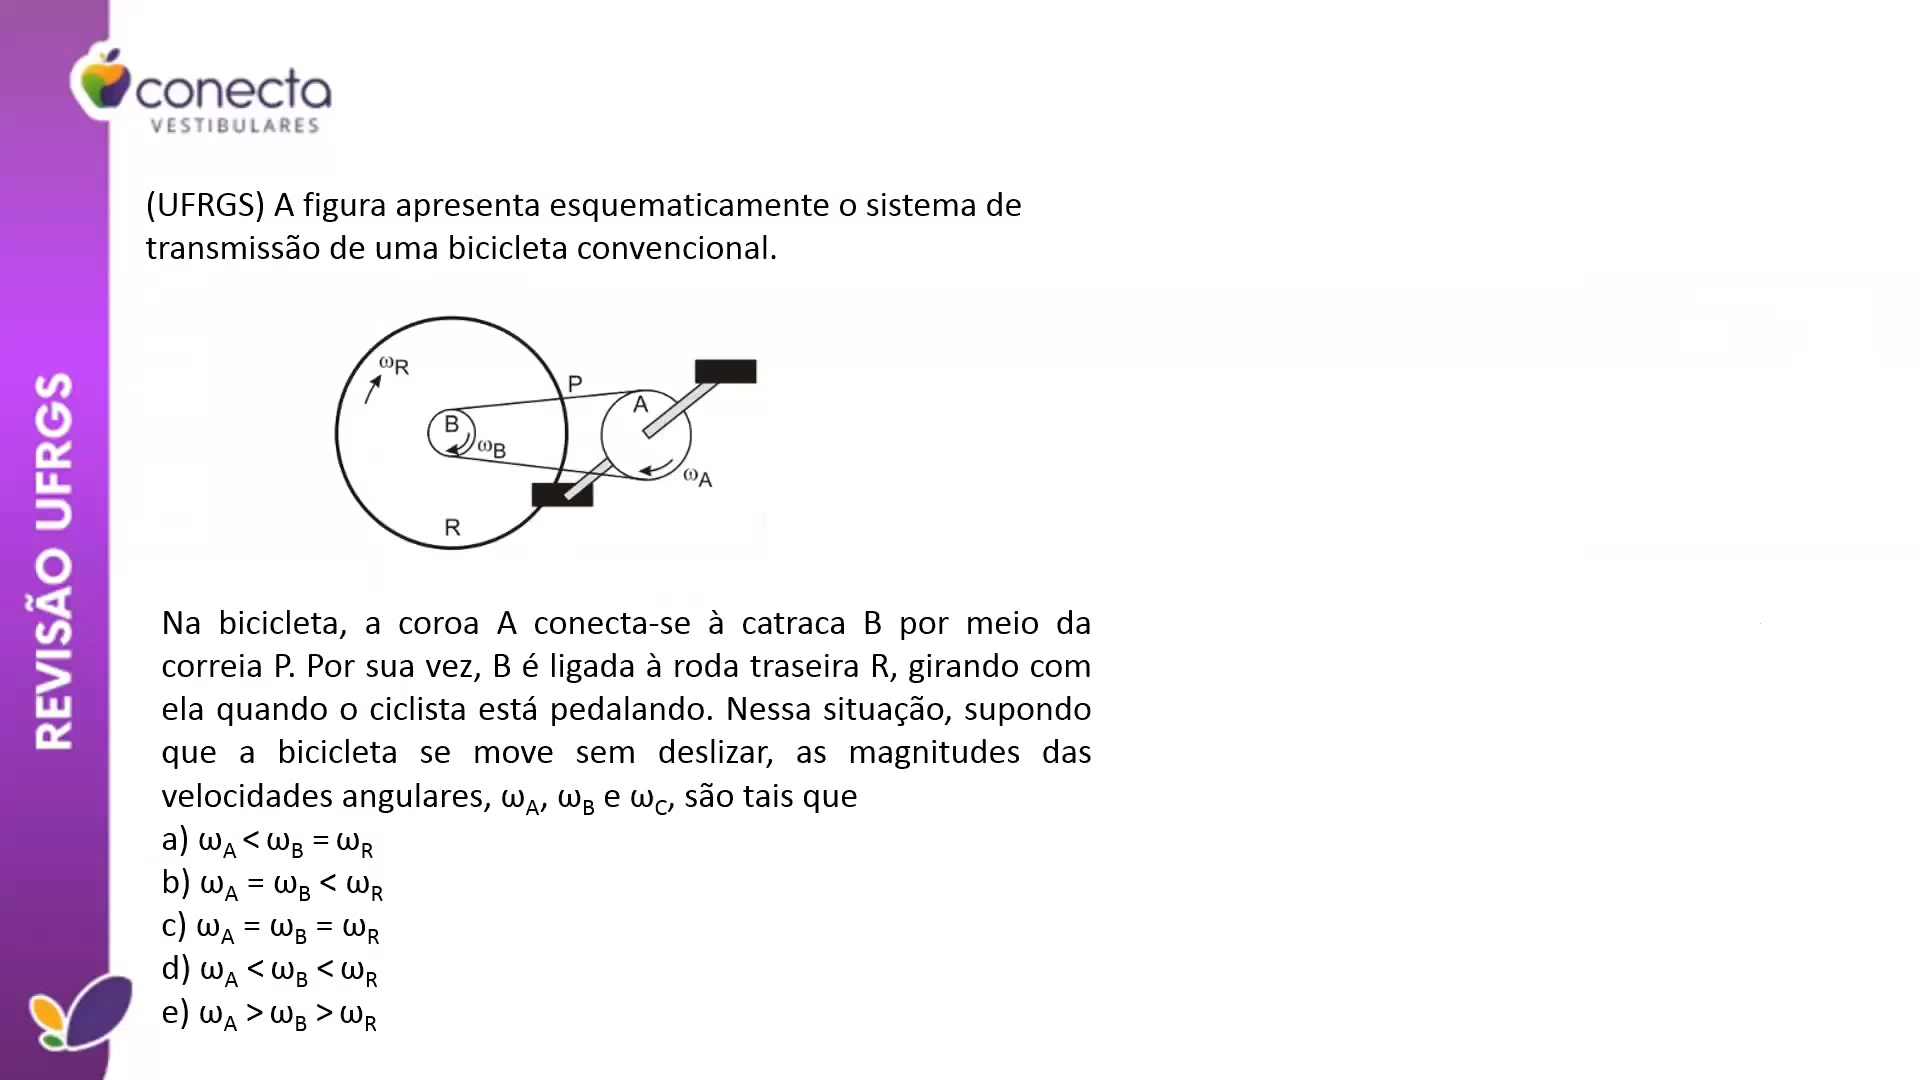 conecta
VESTIBULARES
REVISÃO UFRGS
(UFRGS) A figura apresenta esquematicamente o sistema de
transmissão de uma bicicleta convencional.
ωR
P
A
B
ωB
ωA
R
Na bicicleta, a coroa A conecta-se à catraca B por meio da
correia P. Por sua vez, B é ligada à roda traseira R, girando com
ela quando o ciclista está pedalando. Nessa situação, supondo
que a bicicleta se move sem deslizar, as magnitudes das
velocidades angulares, ωA, ωB e ωC, são tais que
a) ωA < ωB = ωR
b) ωA = ωB < ωR
c) ωA = ωB = ωR
d) ωA < ωB < ωR
e) ωA > ωB > ωR